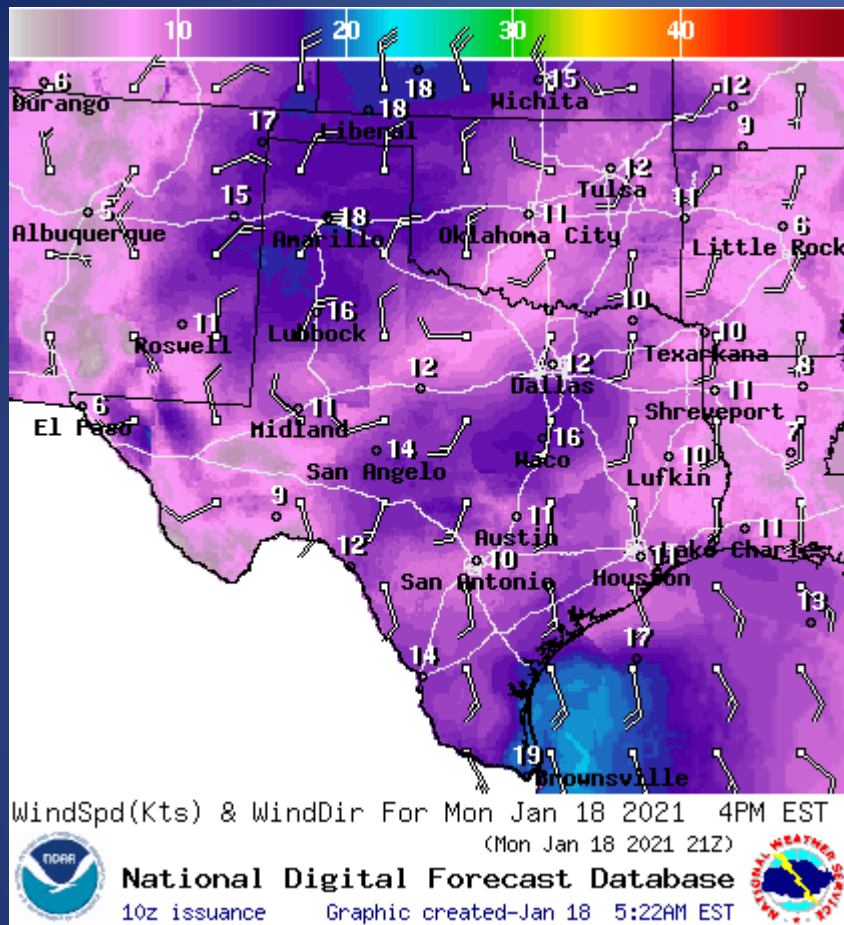 10 20 30 40
6 Durango
18
12
15 Wichita
12
18 Liberal
17
9
12 Tulsa
5 Albuquerque
15
18 Amarillo
11 Oklahoma City
11
6 Little Rock
11 Roswell
16 Lubbock
10
10 Texarkana
12
12 Dallas
8
6 El Paso
11 Midland
11 Shreveport
14 San Angelo
16 Waco
10 Lufkin
7
9
11 Austin
11 Lake Charles
12
10 San Antonio
Houston
13
14
17
19 Brownsville
WindSpd(Kts) & WindDir For Mon Jan 18 2021 4PM EST
(Mon Jan 18 2021 21Z)
NOAA
National Digital Forecast Database
10z issuance Graphic created-Jan 18 5:22AM EST
NATIONAL WEATHER SERVICE